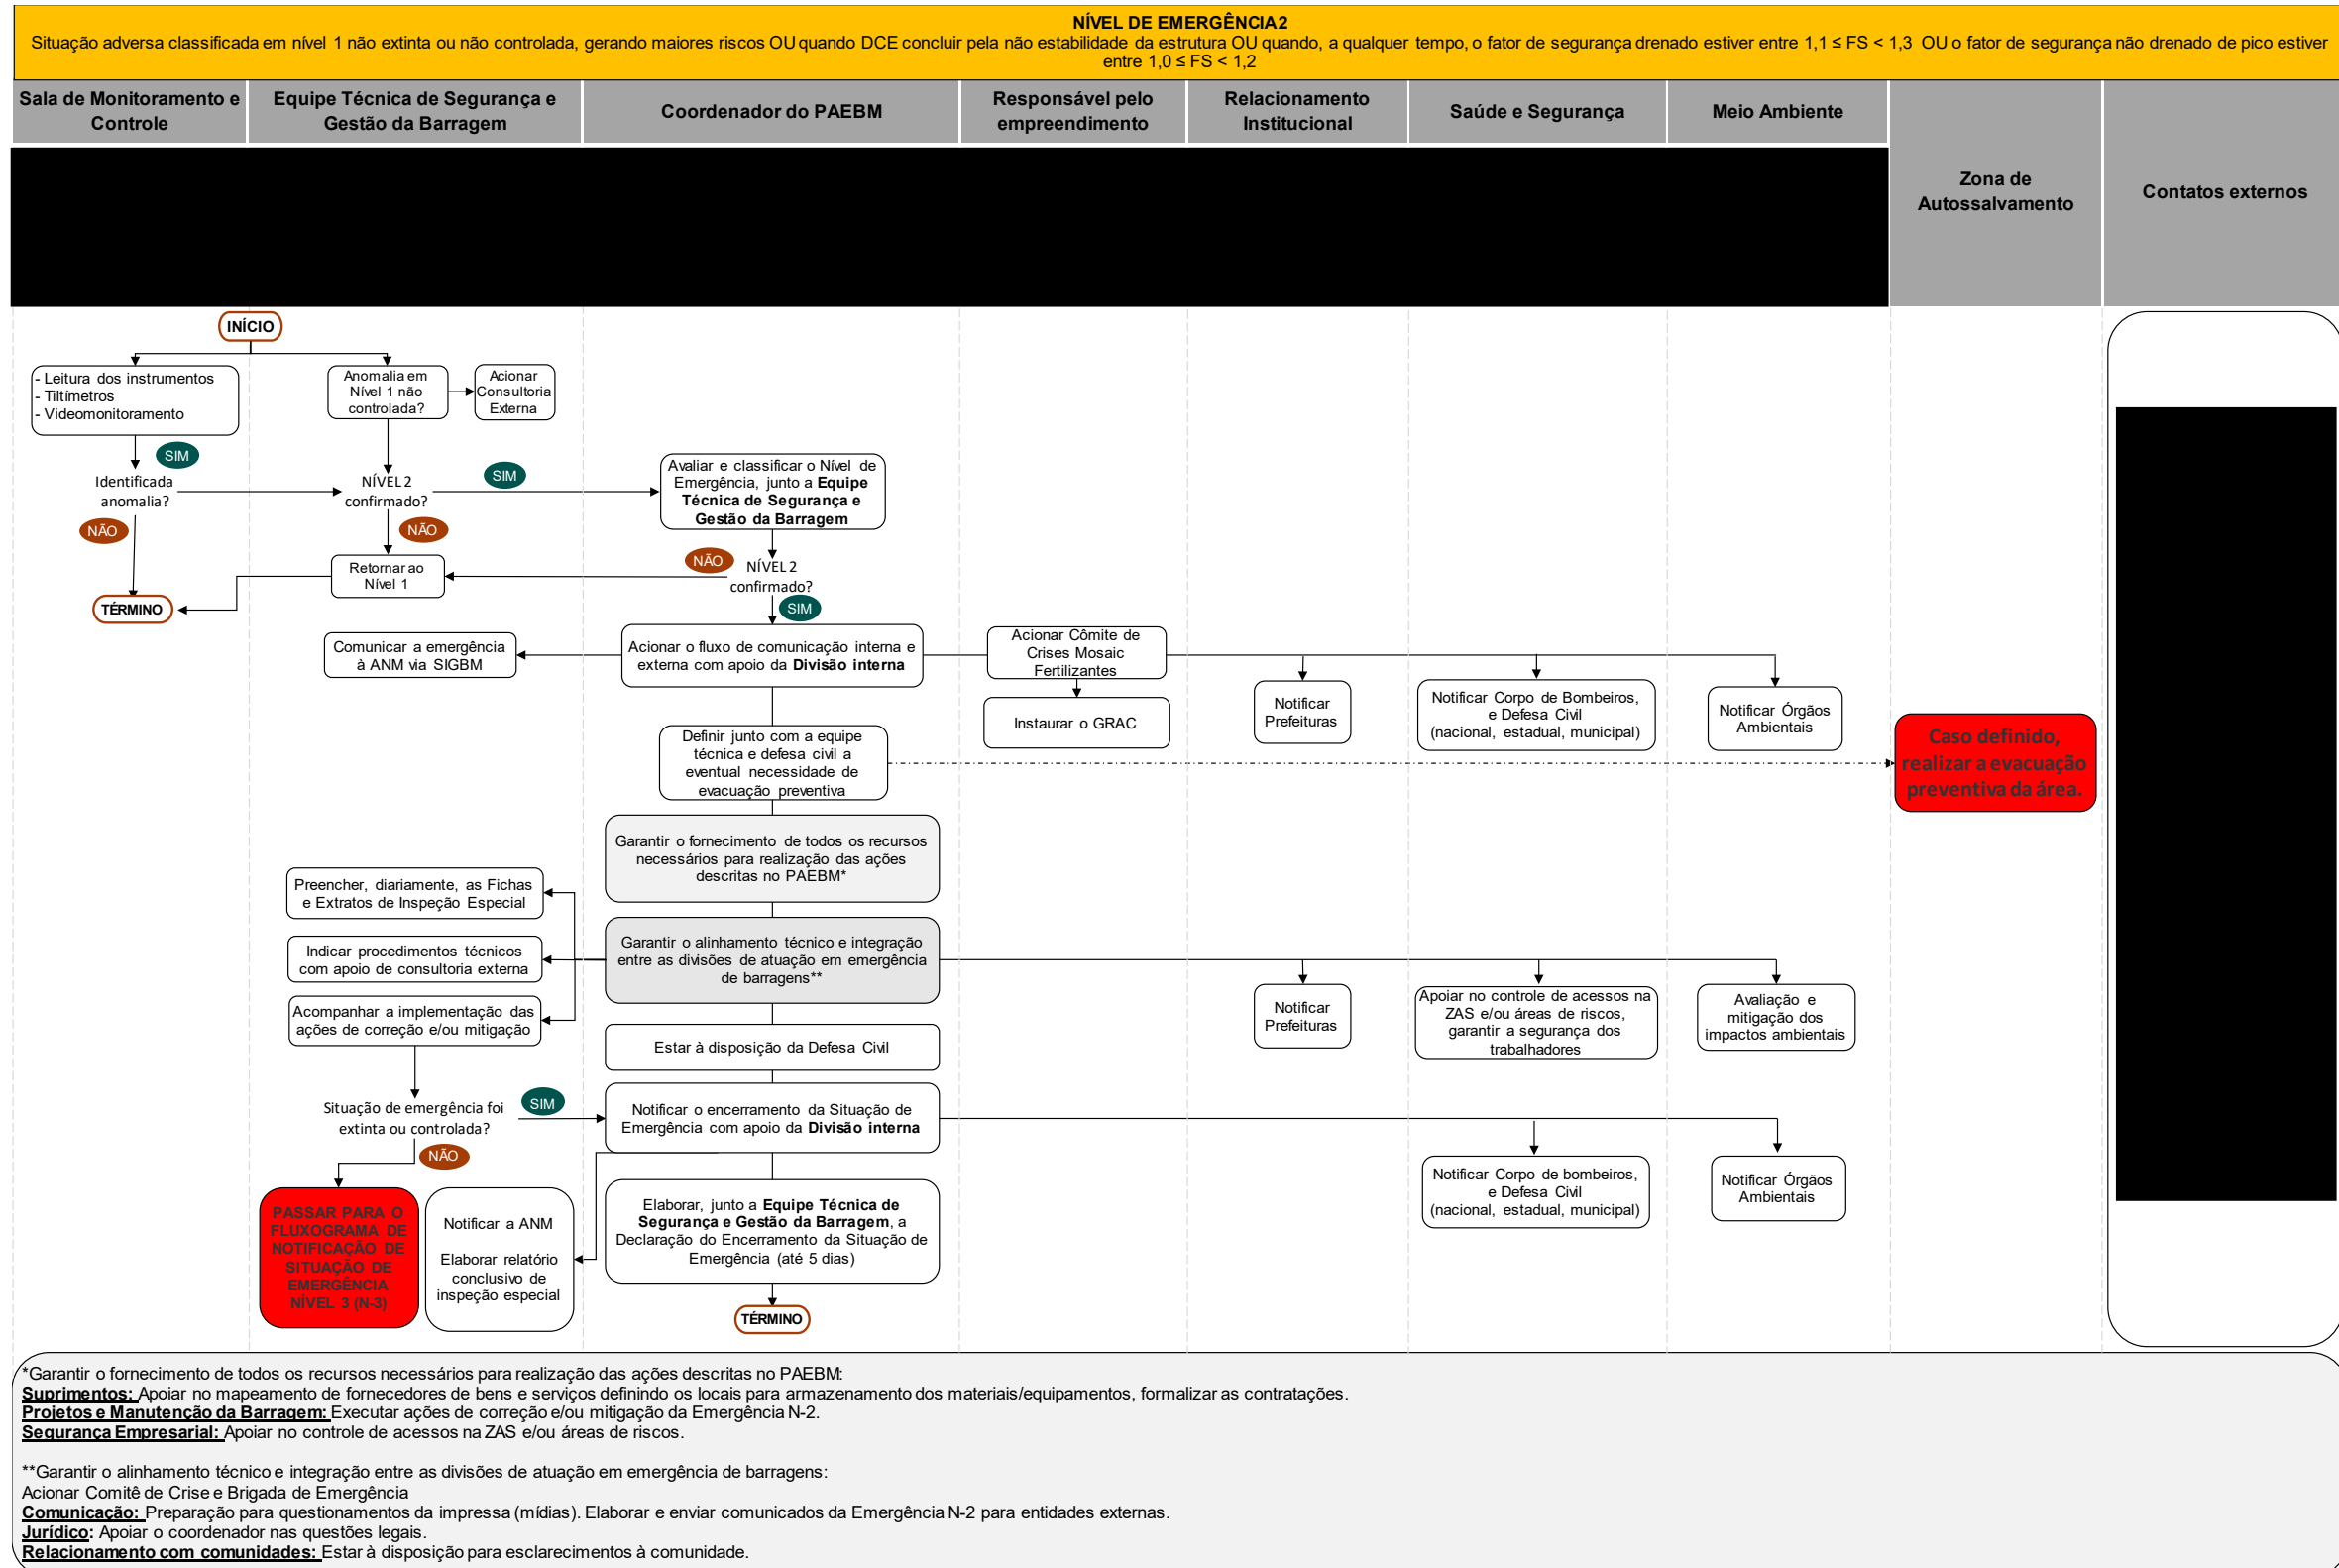 NÍVEL DE EMERGÊNCIA 2
Situação adversa classificada em nível 1 não extinta ou não controlada, gerando maiores riscos OU quando DCE concluir pela não estabilidade da estrutura OU quando, a qualquer tempo, o fator de segurança drenado estiver entre 1,1 ≤ FS < 1,3 OU o fator de segurança não drenado de pico estiver
entre 1,0 ≤ FS < 1,2
Sala de Monitoramento e
Controle
Equipe Técnica de Segurança e
Gestão da Barragem
Coordenador do PAEBM
Responsável pelo
empreendimento
Relacionamento
Institucional
Saúde e Segurança
Meio Ambiente
Zona de
Autossalvamento
Contatos externos
INÍCIO
- Leitura dos instrumentos
- Tiltímetros
- Videomonitoramento
Anomalia em
Nível 1 não
controlada?
Acionar
Consultoria
Externa
SIM
Identificada
anomalia?
NÃO
NÍVEL 2
confirmado?
SIM
NÃO
Avaliar e classificar o Nível de
Emergência, junto a Equipe
Técnica de Segurança e
Gestão da Barragem
Retornar ao
Nível 1
NÃO
NÍVEL 2
confirmado?
SIM
TÉRMINO
Comunicar a emergência
à ANM via SIGBM
Acionar o fluxo de comunicação interna e
externa com apoio da Divisão interna
Acionar Cômite de
Crises Mosaic
Fertilizantes
Instaurar o GRAC
Notificar
Prefeituras
Notificar Corpo de Bombeiros,
e Defesa Civil
(nacional, estadual, municipal)
Notificar Órgãos
Ambientais
Definir junto com a equipe
técnica e defesa civil a
eventual necessidade de
evacuação preventiva
Caso definido,
realizar a evacuação
preventiva da área.
Garantir o fornecimento de todos os recursos
necessários para realização das ações
descritas no PAEBM*
Preencher, diariamente, as Fichas
e Extratos de Inspeção Especial
Indicar procedimentos técnicos
com apoio de consultoria externa
Acompanhar a implementação das
ações de correção e/ou mitigação
Garantir o alinhamento técnico e integração
entre as divisões de atuação em emergência
de barragens**
Notificar
Prefeituras
Apoiar no controle de acessos na
ZAS e/ou áreas de riscos,
garantir a segurança dos
trabalhadores
Avaliação e
mitigação dos
impactos ambientais
Estar à disposição da Defesa Civil
Situação de emergência foi
extinta ou controlada?
SIM
NÃO
Notificar o encerramento da Situação de
Emergência com apoio da Divisão interna
Notificar Corpo de bombeiros,
e Defesa Civil
(nacional, estadual, municipal)
Notificar Órgãos
Ambientais
PASSAR PARA O
FLUXOGRAMA DE
NOTIFICAÇÃO DE
SITUAÇÃO DE
EMERGÊNCIA
NÍVEL 3 (N-3)
Notificar a ANM
Elaborar relatório
conclusivo de
inspeção especial
Elaborar, junto a Equipe Técnica de
Segurança e Gestão da Barragem, a
Declaração do Encerramento da Situação de
Emergência (até 5 dias)
TÉRMINO
*Garantir o fornecimento de todos os recursos necessários para realização das ações descritas no PAEBM:
Suprimentos: Apoiar no mapeamento de fornecedores de bens e serviços definindo os locais para armazenamento dos materiais/equipamentos, formalizar as contratações.
Projetos e Manutenção da Barragem: Executar ações de correção e/ou mitigação da Emergência N-2.
Segurança Empresarial: Apoiar no controle de acessos na ZAS e/ou áreas de riscos.
**Garantir o alinhamento técnico e integração entre as divisões de atuação em emergência de barragens:
Acionar Comitê de Crise e Brigada de Emergência
Comunicação: Preparação para questionamentos da impressa (mídias). Elaborar e enviar comunicados da Emergência N-2 para entidades externas.
Jurídico: Apoiar o coordenador nas questões legais.
Relacionamento com comunidades: Estar à disposição para esclarecimentos à comunidade.